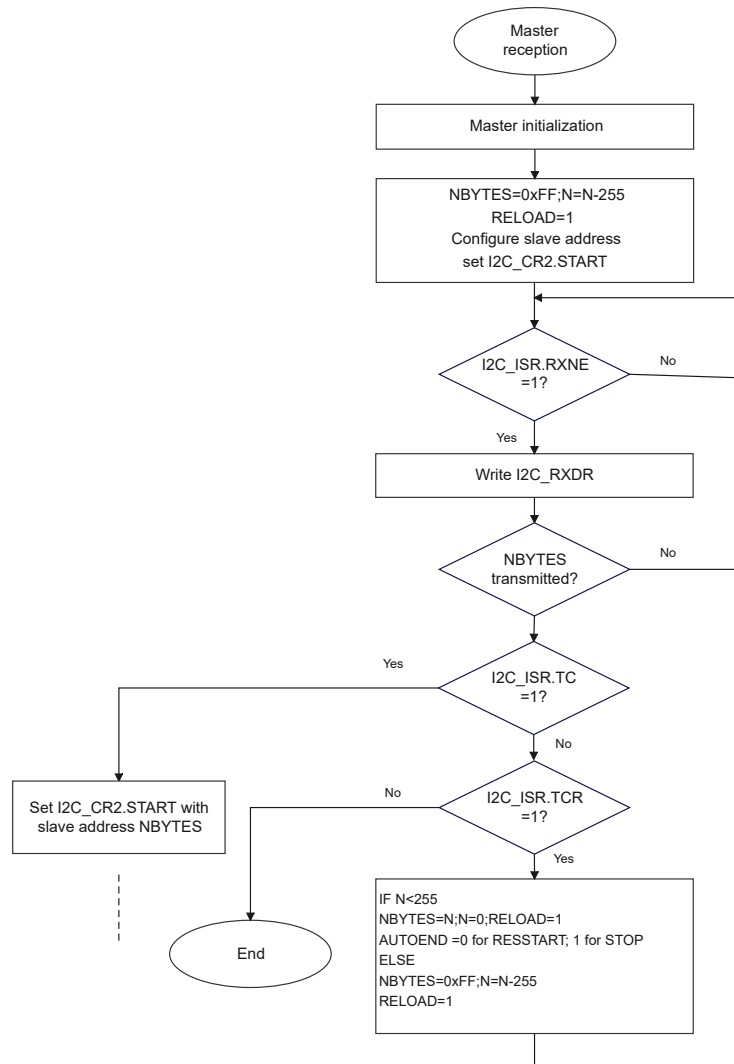 Master
reception
Master initialization
NBYTES=0xFF;N=N-255
RELOAD=1
Configure slave address
set I2C_CR2.START
I2C_ISR.RXNE
=1?
No
Yes
Write I2C_RXDR
NBYTES
transmitted?
No
Yes
I2C_ISR.TC
=1?
No
Set I2C_CR2.START with
slave address NBYTES
No
I2C_ISR.TCR
=1?
Yes
IF N<255
NBYTES=N;N=0;RELOAD=1
AUTOEND =0 for RESSTART; 1 for STOP
ELSE
NBYTES=0xFF;N=N-255
RELOAD=1
End